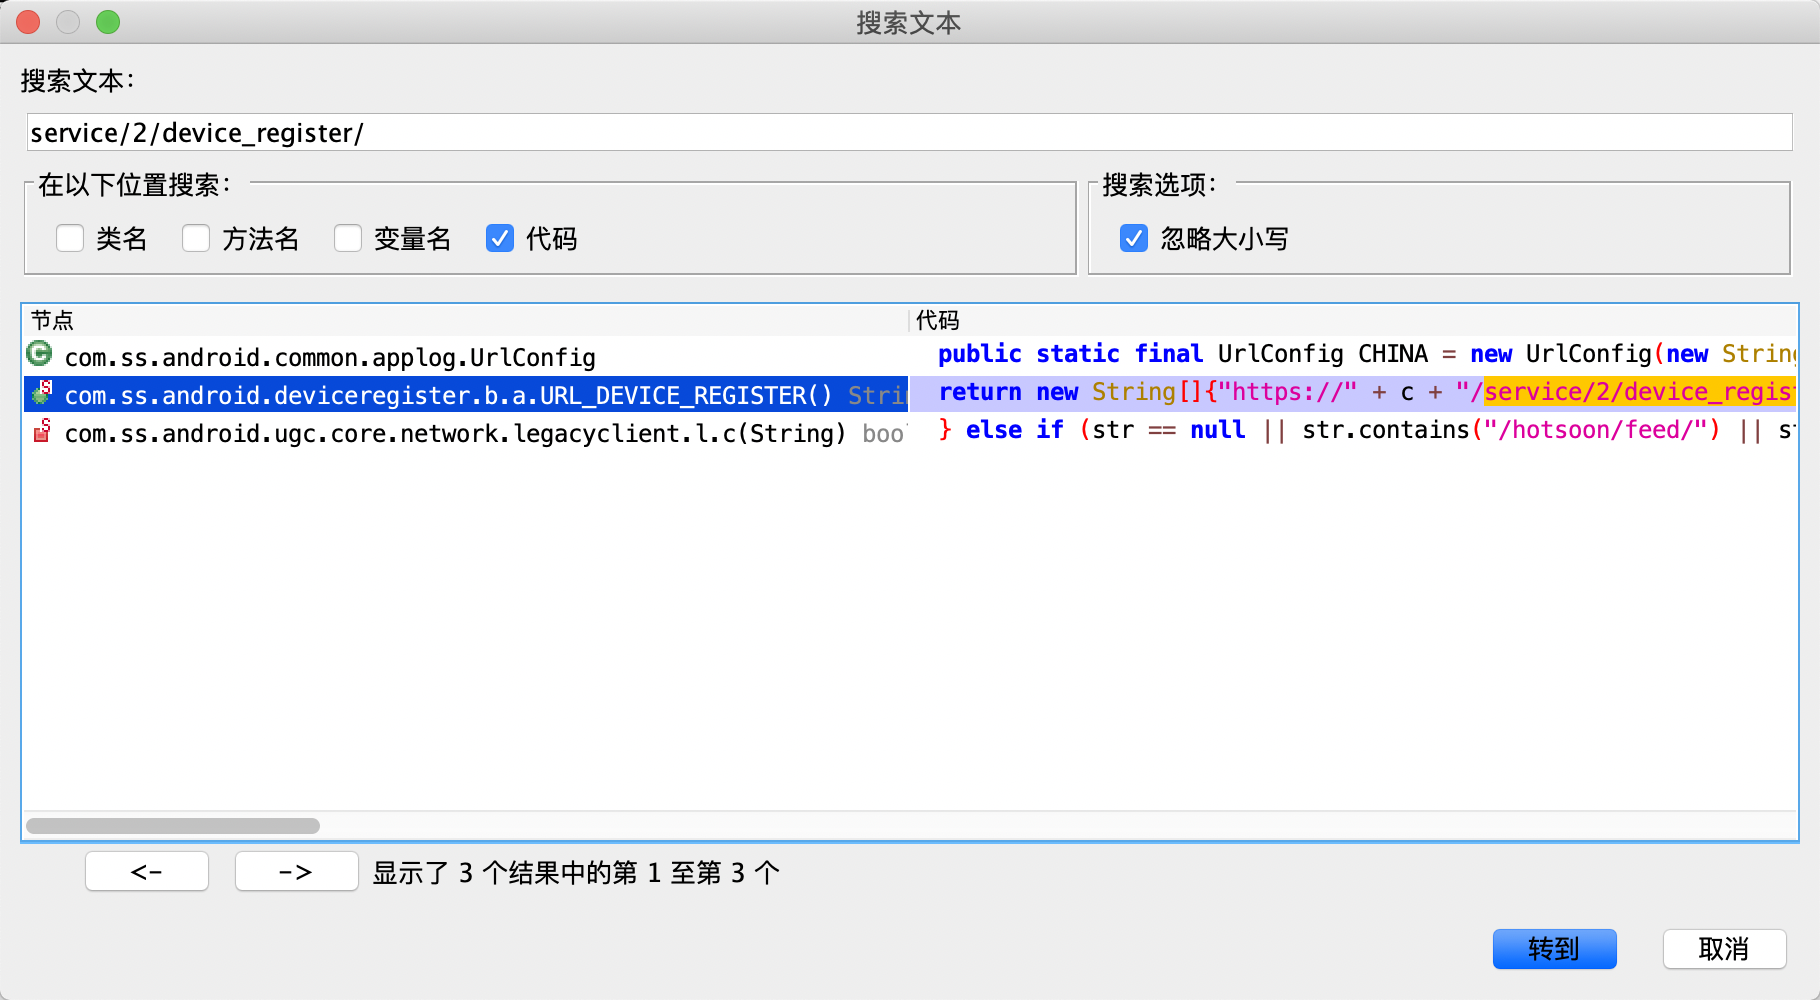 搜索文本
搜索文本:
service/2/device_register/
在以下位置搜索:
类名 方法名 变量名 代码
搜索选项:
忽略大小写
节点 代码
com.ss.android.common.applog.UrlConfig public static final UrlConfig CHINA = new UrlConfig(new String
com.ss.android.deviceregister.b.a.URL_DEVICE_REGISTER() Stri return new String[]{"https://" + c + "/service/2/device_regis
com.ss.android.ugc.core.network.legacyclient.l.c(String) boo } else if (str == null || str.contains("/hotsoon/feed/") || s
<- -> 显示了 3 个结果中的第 1 至第 3 个
转到 取消